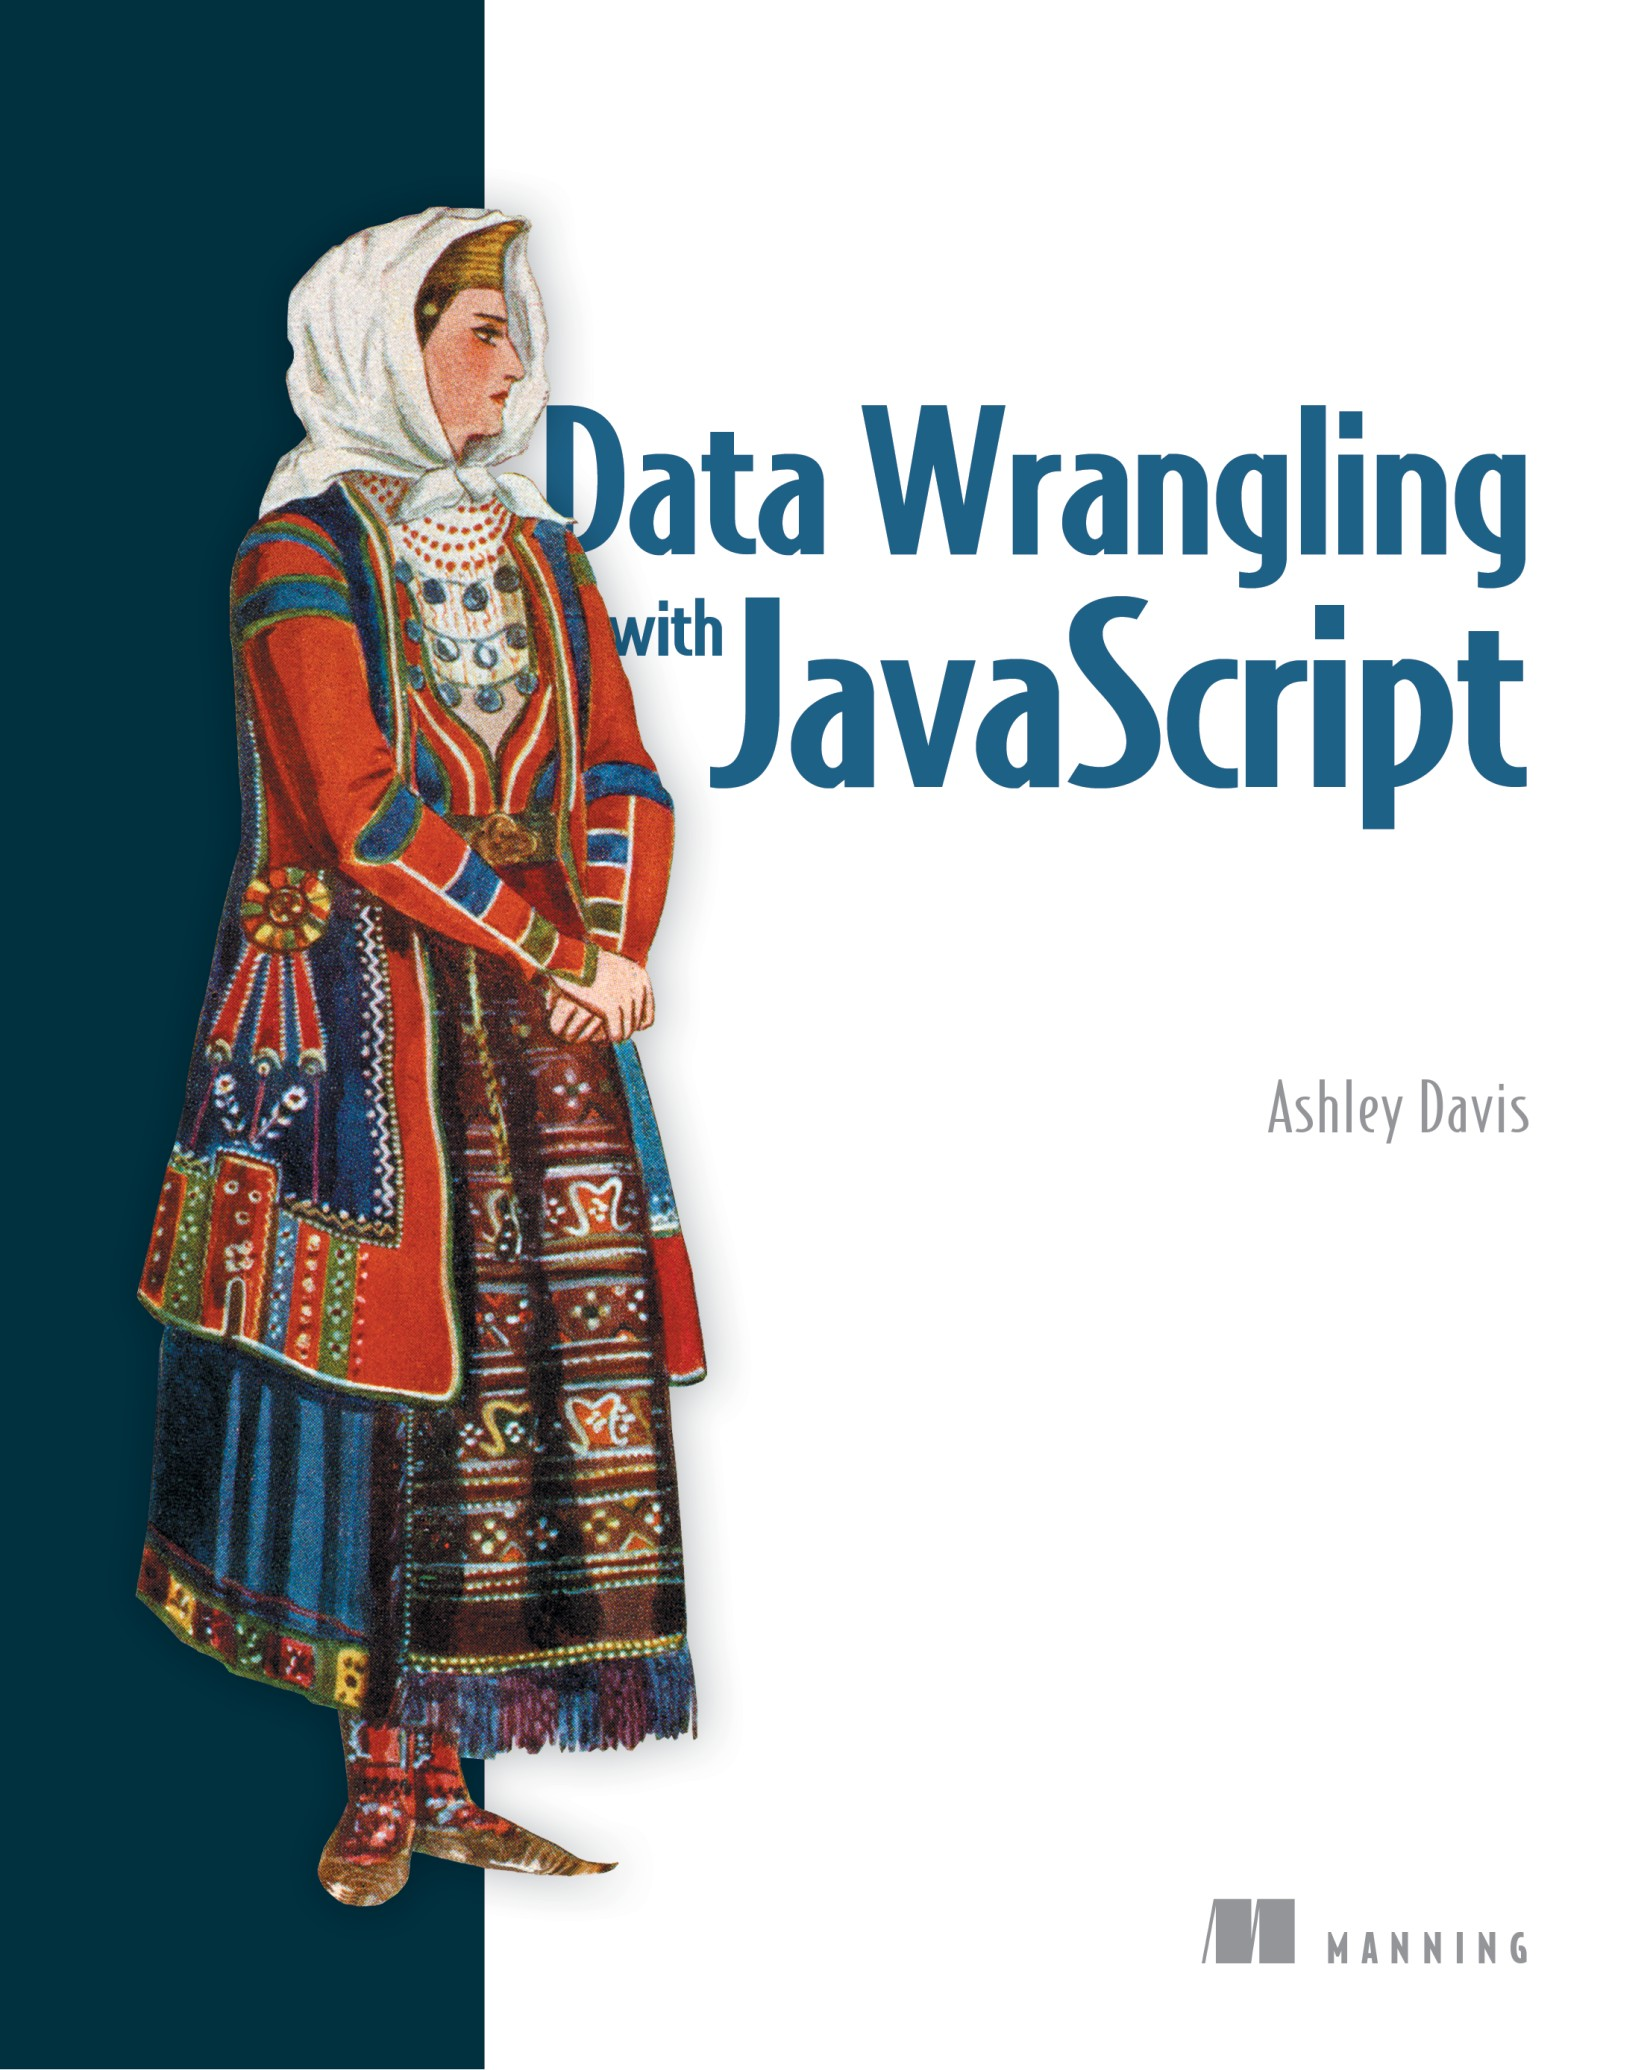 Data Wrangling
with JavaScript
Ashley Davis
MANNING